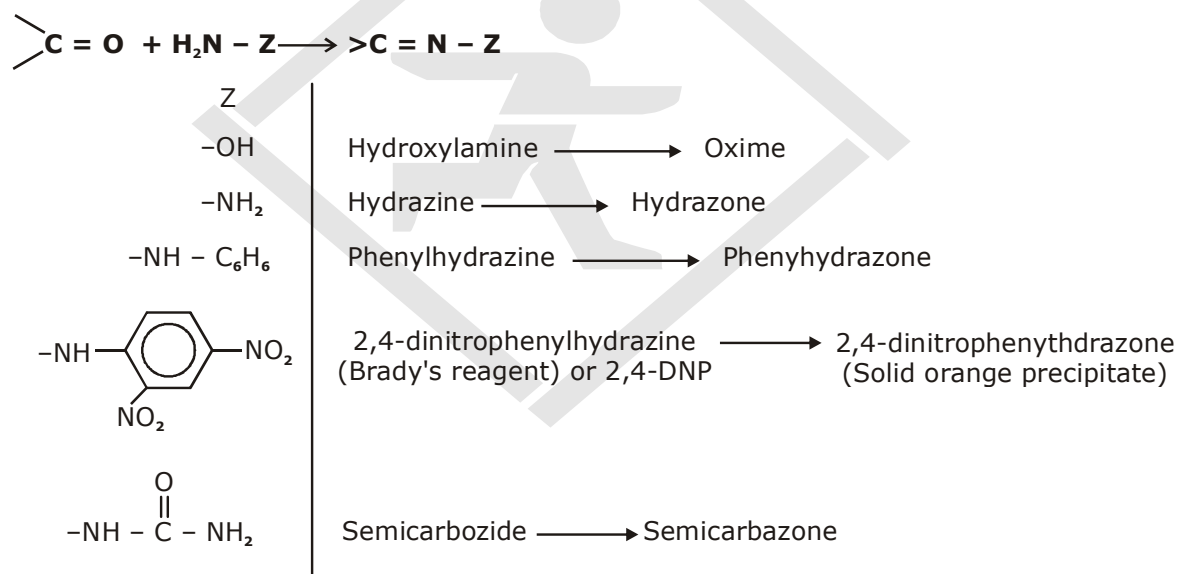 >C = O + H₂N – Z ⟶ >C = N – Z
Z
–OH Hydroxylamine ⟶ Oxime
–NH₂ Hydrazine ⟶ Hydrazone
–NH – C₆H₆ Phenylhydrazine ⟶ Phenyhydrazone
–NH NO₂ 2,4-dinitrophenylhydrazine ⟶ 2,4-dinitrophenythdrazone
(Brady's reagent) or 2,4-DNP (Solid orange precipitate)
NO₂
O
–NH – C – NH₂ Semicarbozide ⟶ Semicarbazone